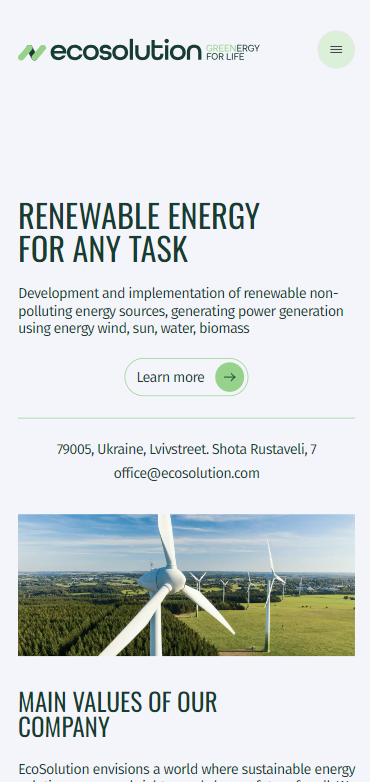 ecosolution GREENERGY
FOR LIFE
RENEWABLE ENERGY
FOR ANY TASK
Development and implementation of renewable non-
polluting energy sources, generating power generation
using energy wind, sun, water, biomass
Learn more
79005, Ukraine, Lvivstreet. Shota Rustaveli, 7
office@ecosolution.com
MAIN VALUES OF OUR
COMPANY
EcoSolution envisions a world where sustainable energy